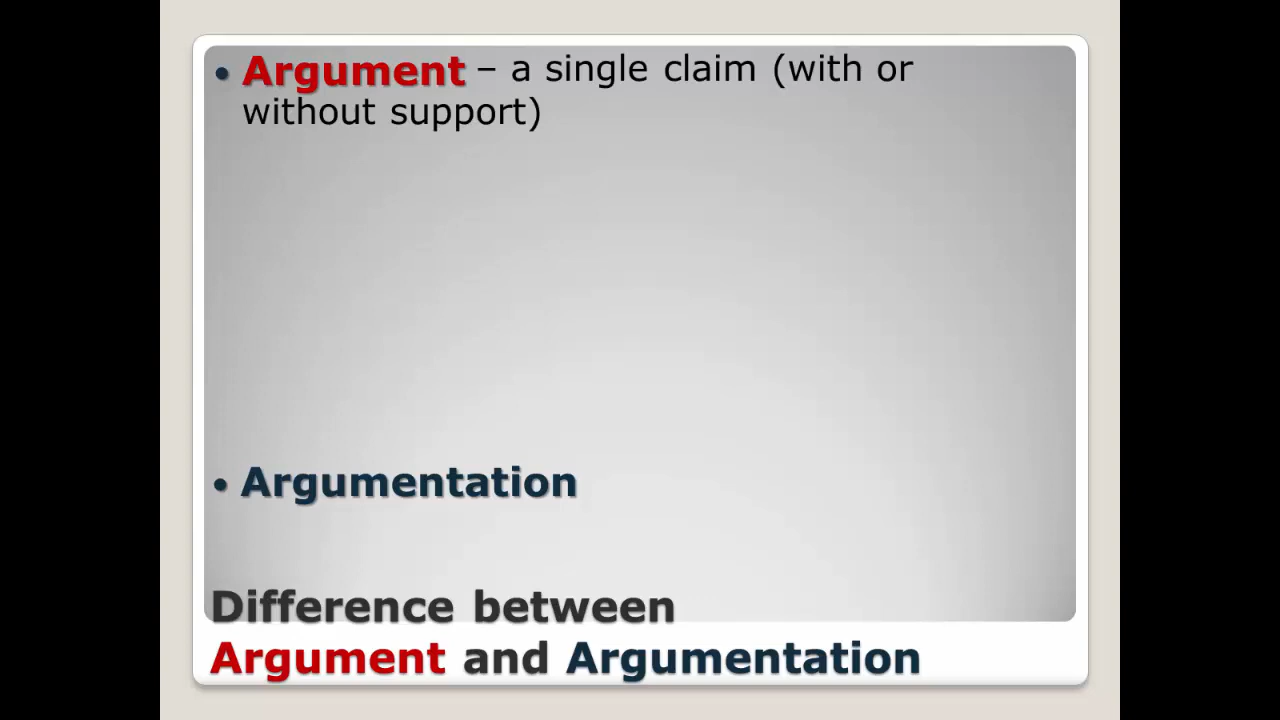 • Argument – a single claim (with or
without support)
• Argumentation
Difference between
Argument and Argumentation